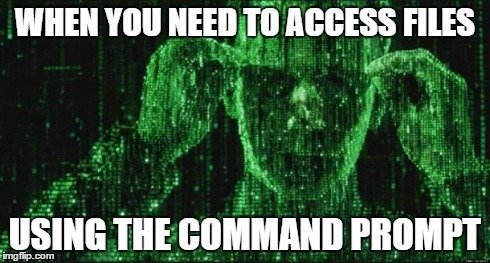 WHEN YOU NEED TO ACCESS FILES
USING THE COMMAND PROMPT
imgflip.com